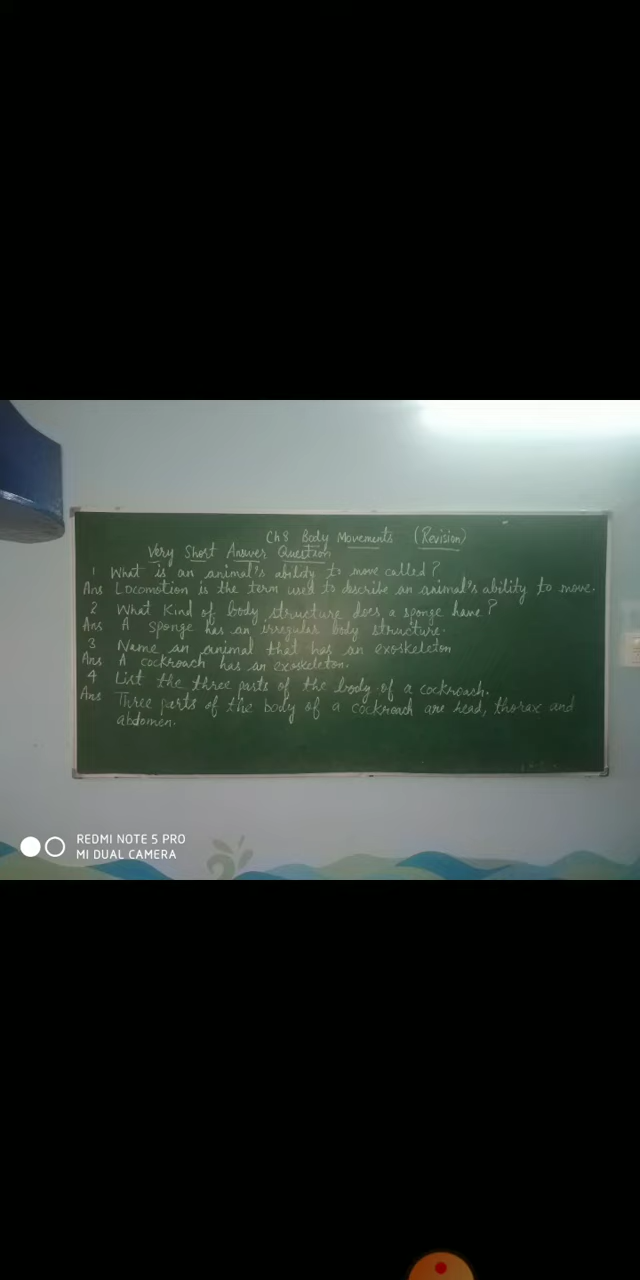 Ch 8 Body Movements (Revision)
Very Short Answer Question
1 What is an animal's ability to move called?
Ans Locomotion is the term used to discribe an animal's ability to move.
2 What Kind of body structure does a sponge have?
Ans A sponge has an irregular body structure.
3 Name an animal that has an exoskeleton
Ans A cockroach has an exoskeleton.
4 List the three parts of the body of a cockroach.
Ans Three parts of the body of a cockroach are head, thorax and
abdomen.
REDMI NOTE 5 PRO
MI DUAL CAMERA